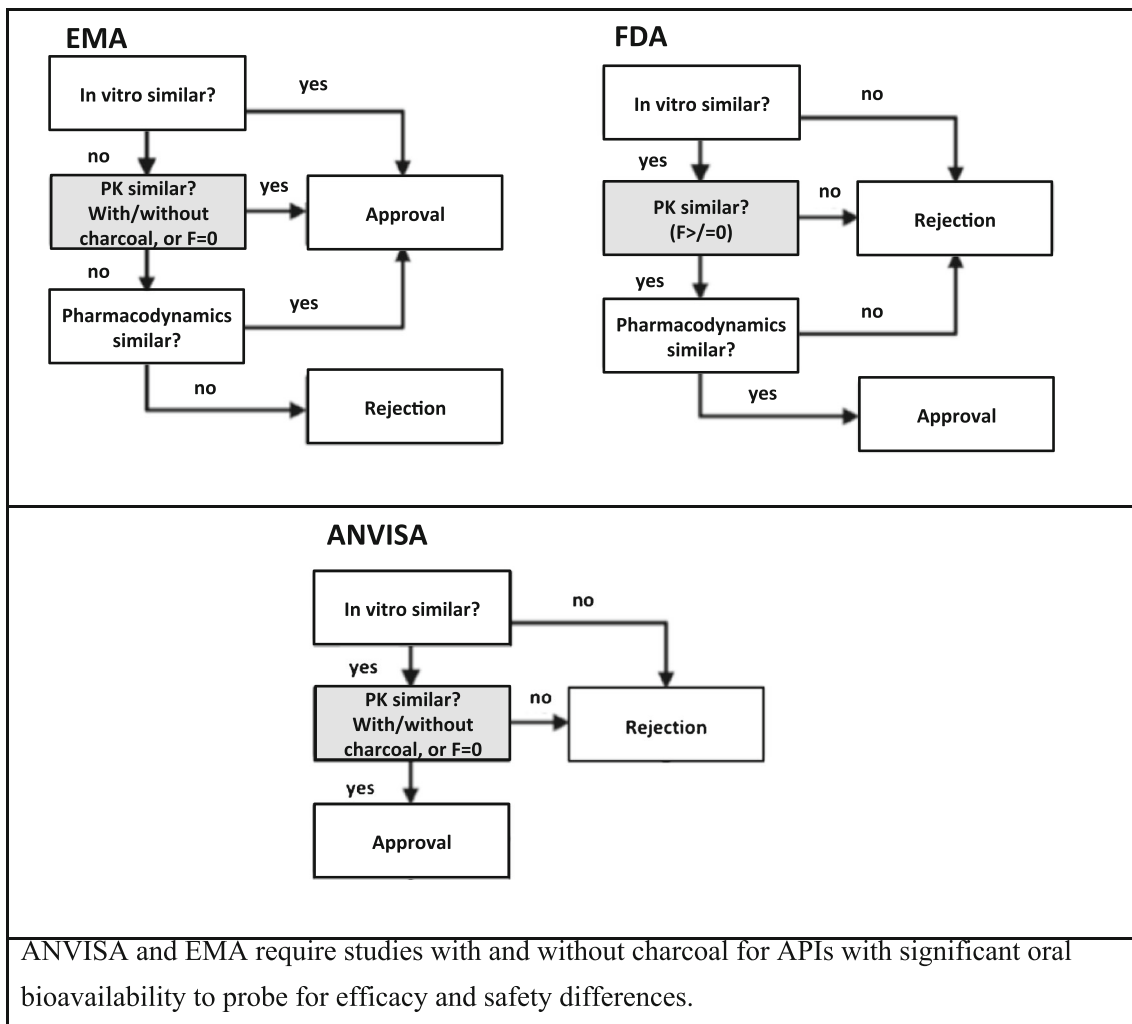 EMA
In vitro similar?
yes
no
PK similar?
With/without
charcoal, or F=0
yes
Approval
no
Pharmacodynamics
similar?
yes
no
Rejection
FDA
In vitro similar?
no
yes
PK similar?
(F>/=0)
no
Rejection
yes
Pharmacodynamics
similar?
no
yes
Approval
ANVISA
In vitro similar?
no
yes
PK similar?
With/without
charcoal, or F=0
no
Rejection
yes
Approval
ANVISA and EMA require studies with and without charcoal for APIs with significant oral
bioavailability to probe for efficacy and safety differences.